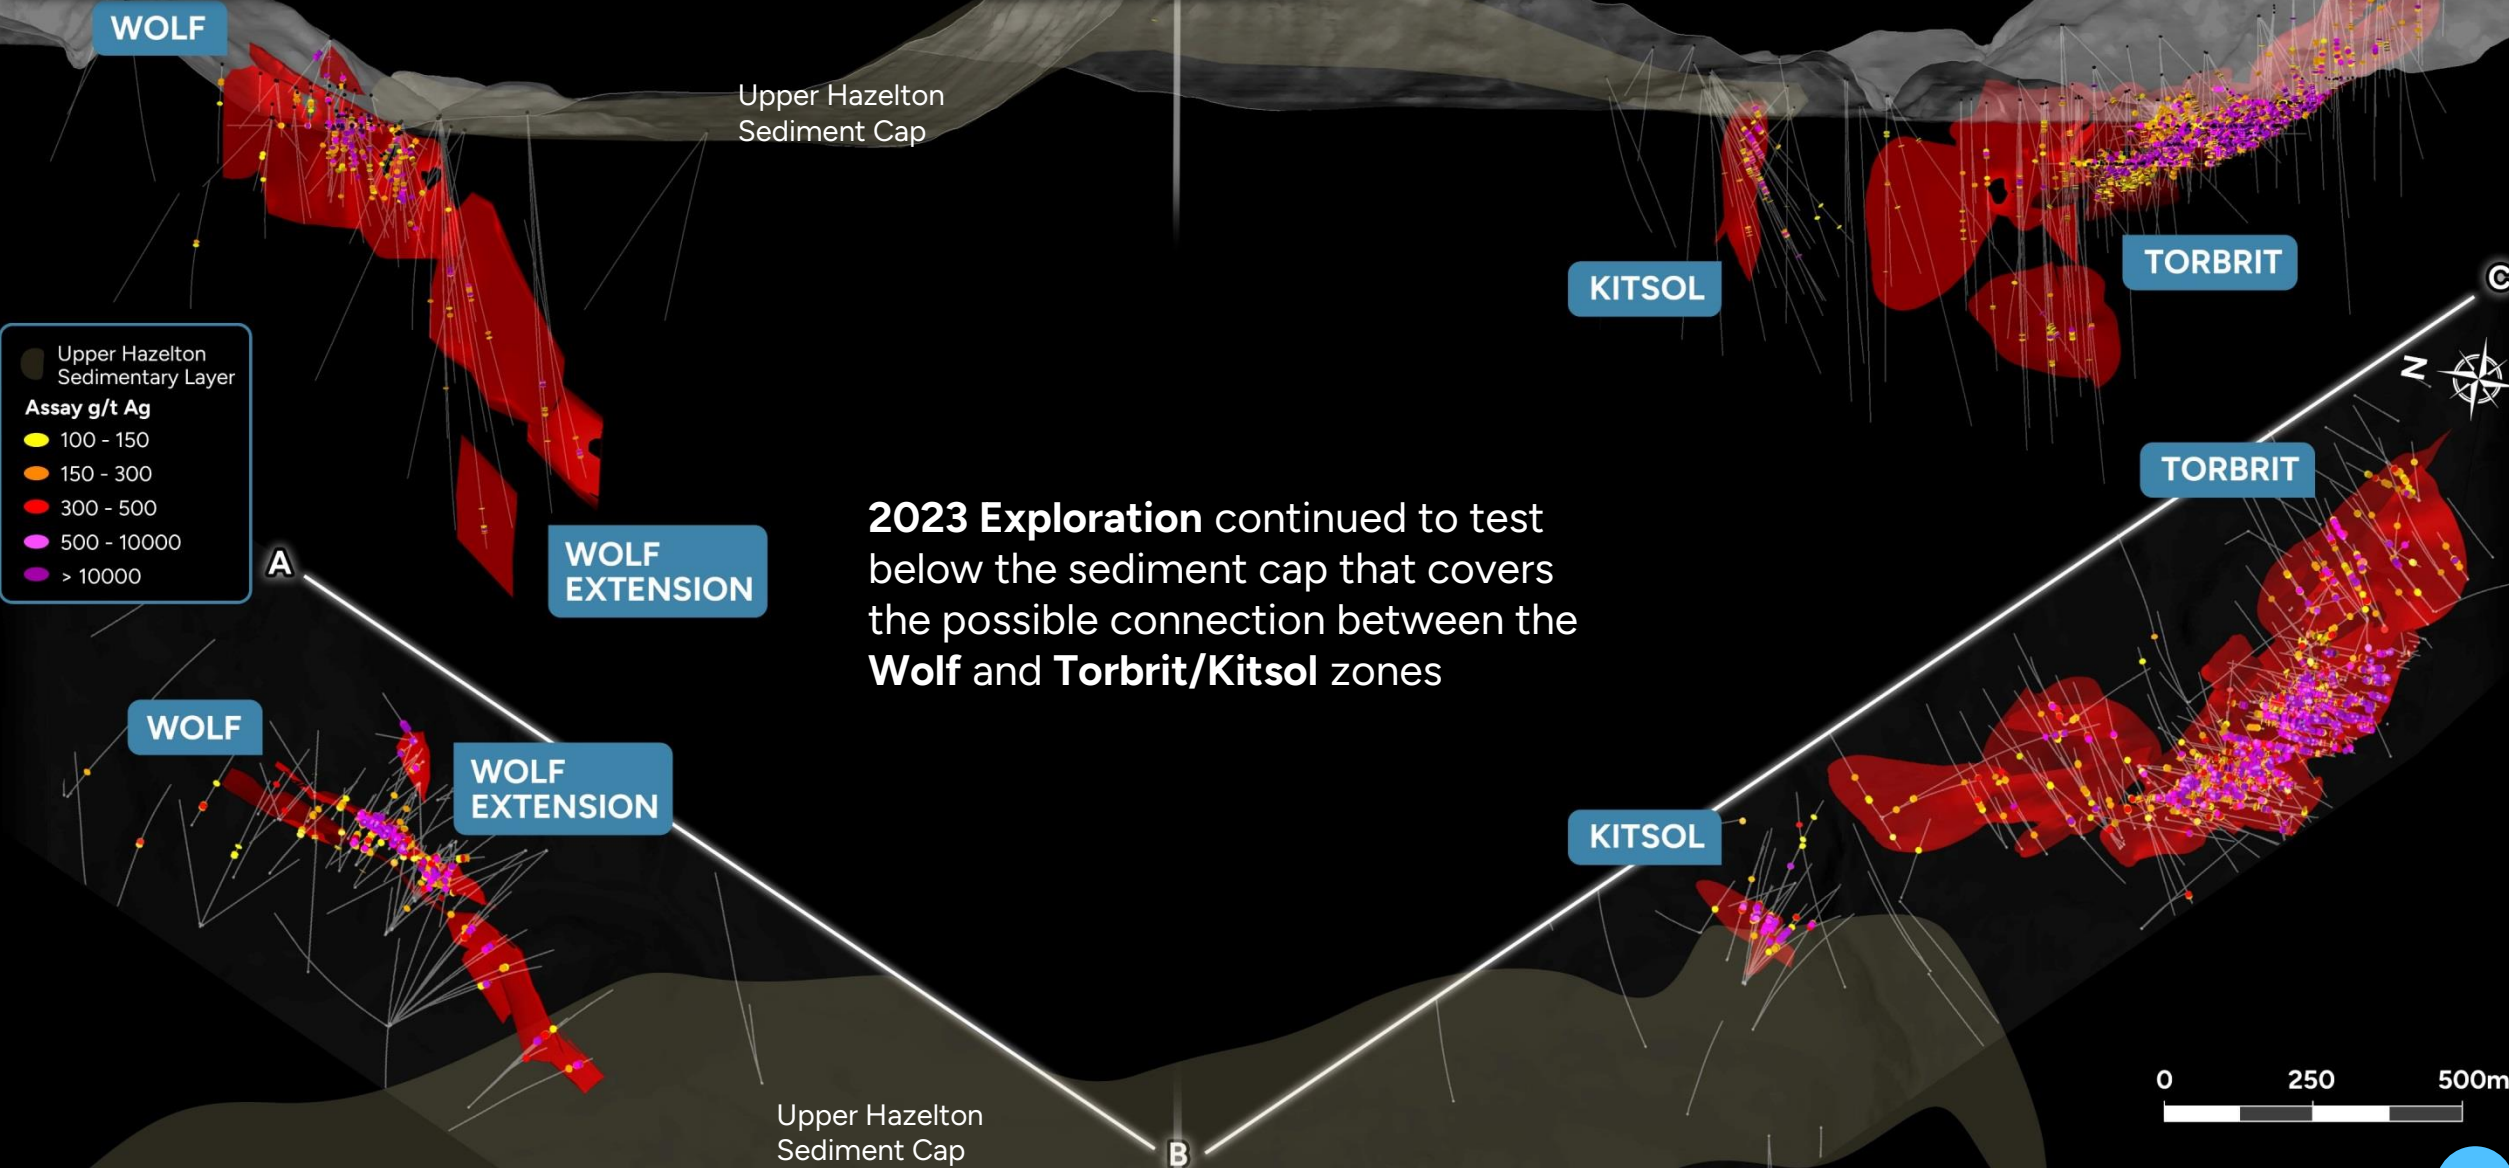 WOLF
Upper Hazelton
Sediment Cap
KITSOL
TORBRIT
C
N
Upper Hazelton
Sedimentary Layer
Assay g/t Ag
100 - 150
150 - 300
300 - 500
500 - 10000
> 10000
WOLF
EXTENSION
A
2023 Exploration continued to test
below the sediment cap that covers
the possible connection between the
Wolf and Torbrit/Kitsol zones
TORBRIT
WOLF
WOLF
EXTENSION
KITSOL
0 250 500m
Upper Hazelton
Sediment Cap
B